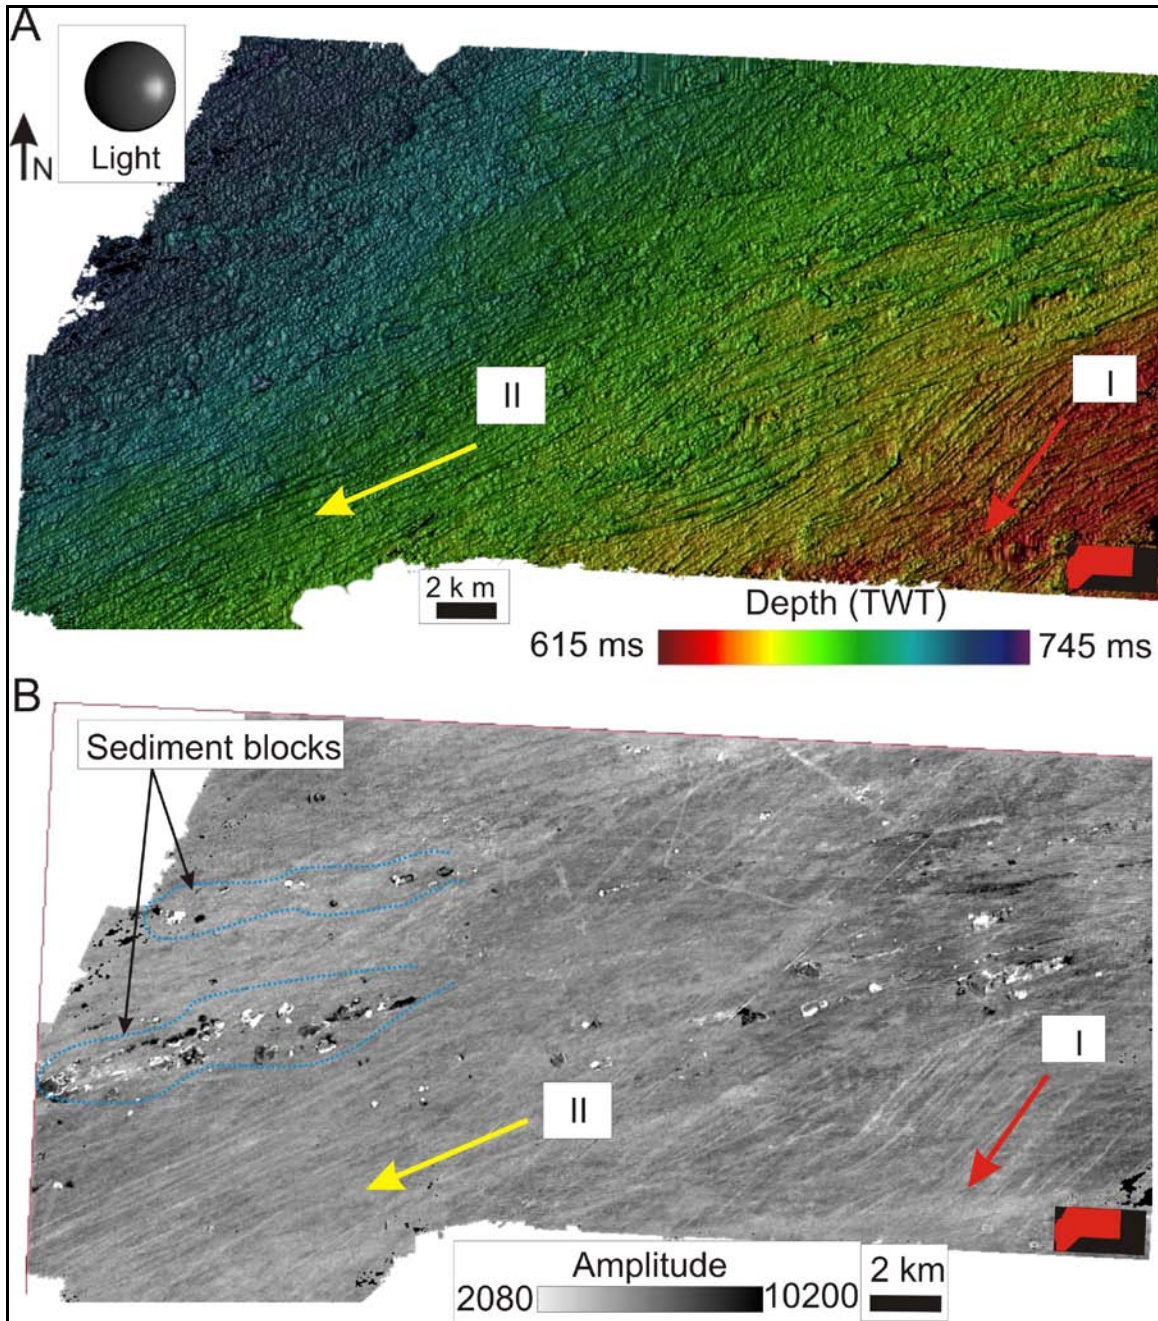 A
Light
N
II
I
2 k m
Depth (TWT)
615 ms
745 ms
B
Sediment blocks
I
II
Amplitude
2080
10200
2 km